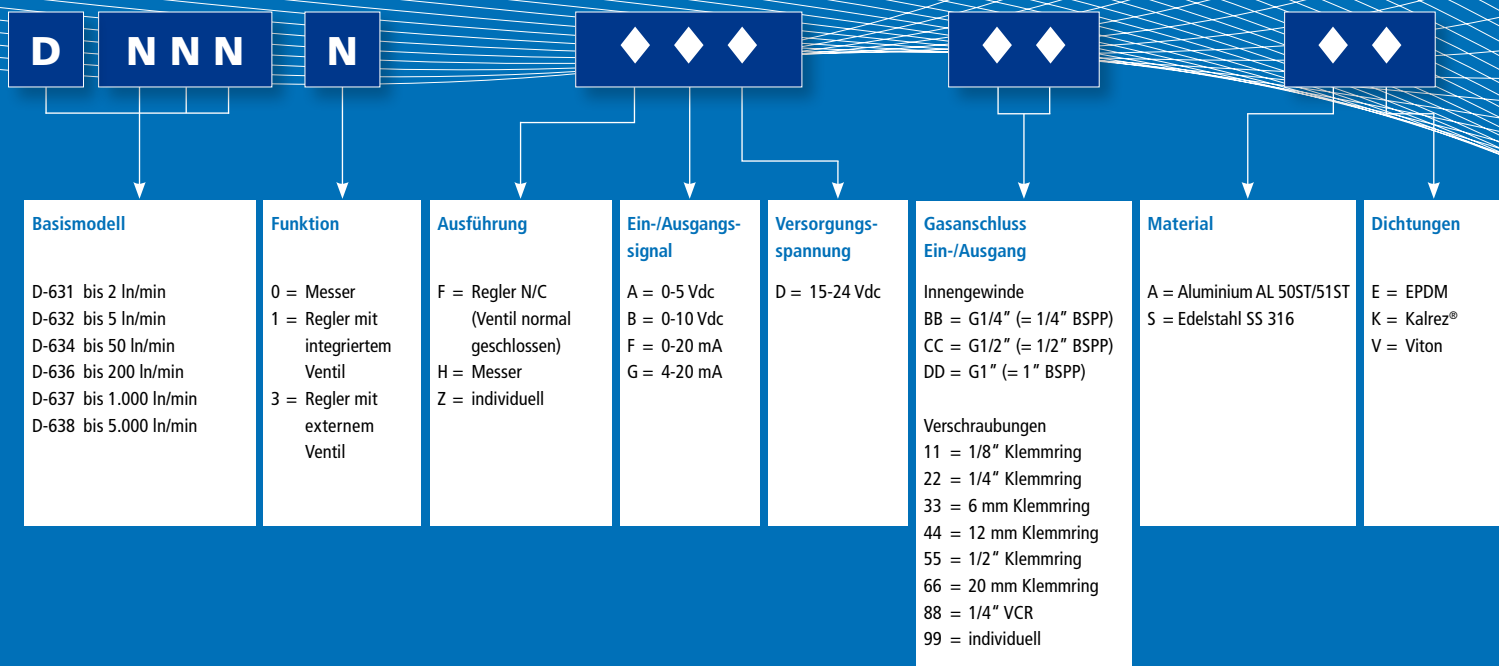 D NNN N ♦♦♦ ♦♦ ♦♦
Basismodell
D-631 bis 2 ln/min
D-632 bis 5 ln/min
D-634 bis 50 ln/min
D-636 bis 200 ln/min
D-637 bis 1.000 ln/min
D-638 bis 5.000 ln/min
Funktion
0 = Messer
1 = Regler mit
integriertem
Ventil
3 = Regler mit
externem
Ventil
Ausführung
F = Regler N/C
(Ventil normal
geschlossen)
H = Messer
Z = individuell
Ein-/Ausgangs-
signal
A = 0-5 Vdc
B = 0-10 Vdc
F = 0-20 mA
G = 4-20 mA
Versorgungs-
spannung
D = 15-24 Vdc
Gasanschluss
Ein-/Ausgang
Innengewinde
BB = G1/4" (= 1/4" BSPP)
CC = G1/2" (= 1/2" BSPP)
DD = G1" (= 1" BSPP)
Verschraubungen
11 = 1/8" Klemmring
22 = 1/4" Klemmring
33 = 6 mm Klemmring
44 = 12 mm Klemmring
55 = 1/2" Klemmring
66 = 20 mm Klemmring
88 = 1/4" VCR
99 = individuell
Material
A = Aluminium AL 50ST/51ST
S = Edelstahl SS 316
Dichtungen
E = EPDM
K = Kalrez®
V = Viton